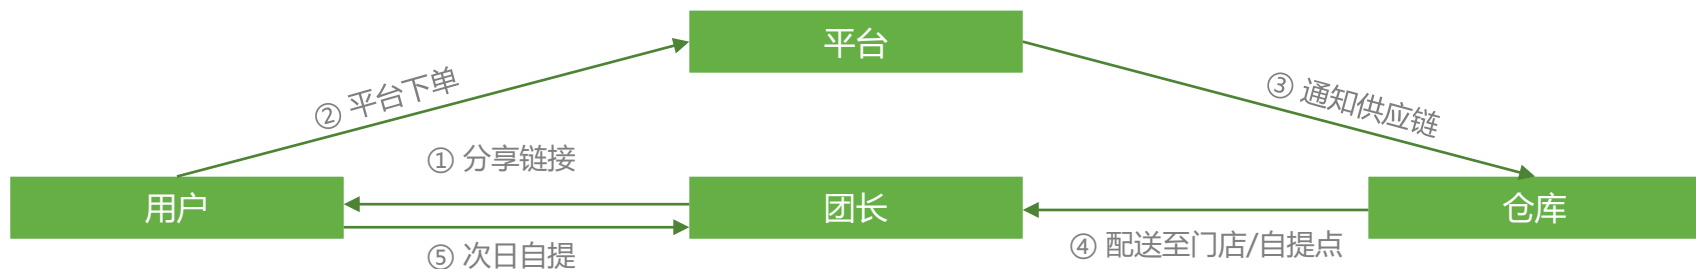 平台
② 平台下单
③ 通知供应链
① 分享链接
用户
团长
仓库
④ 配送至门店/自提点
⑤ 次日自提